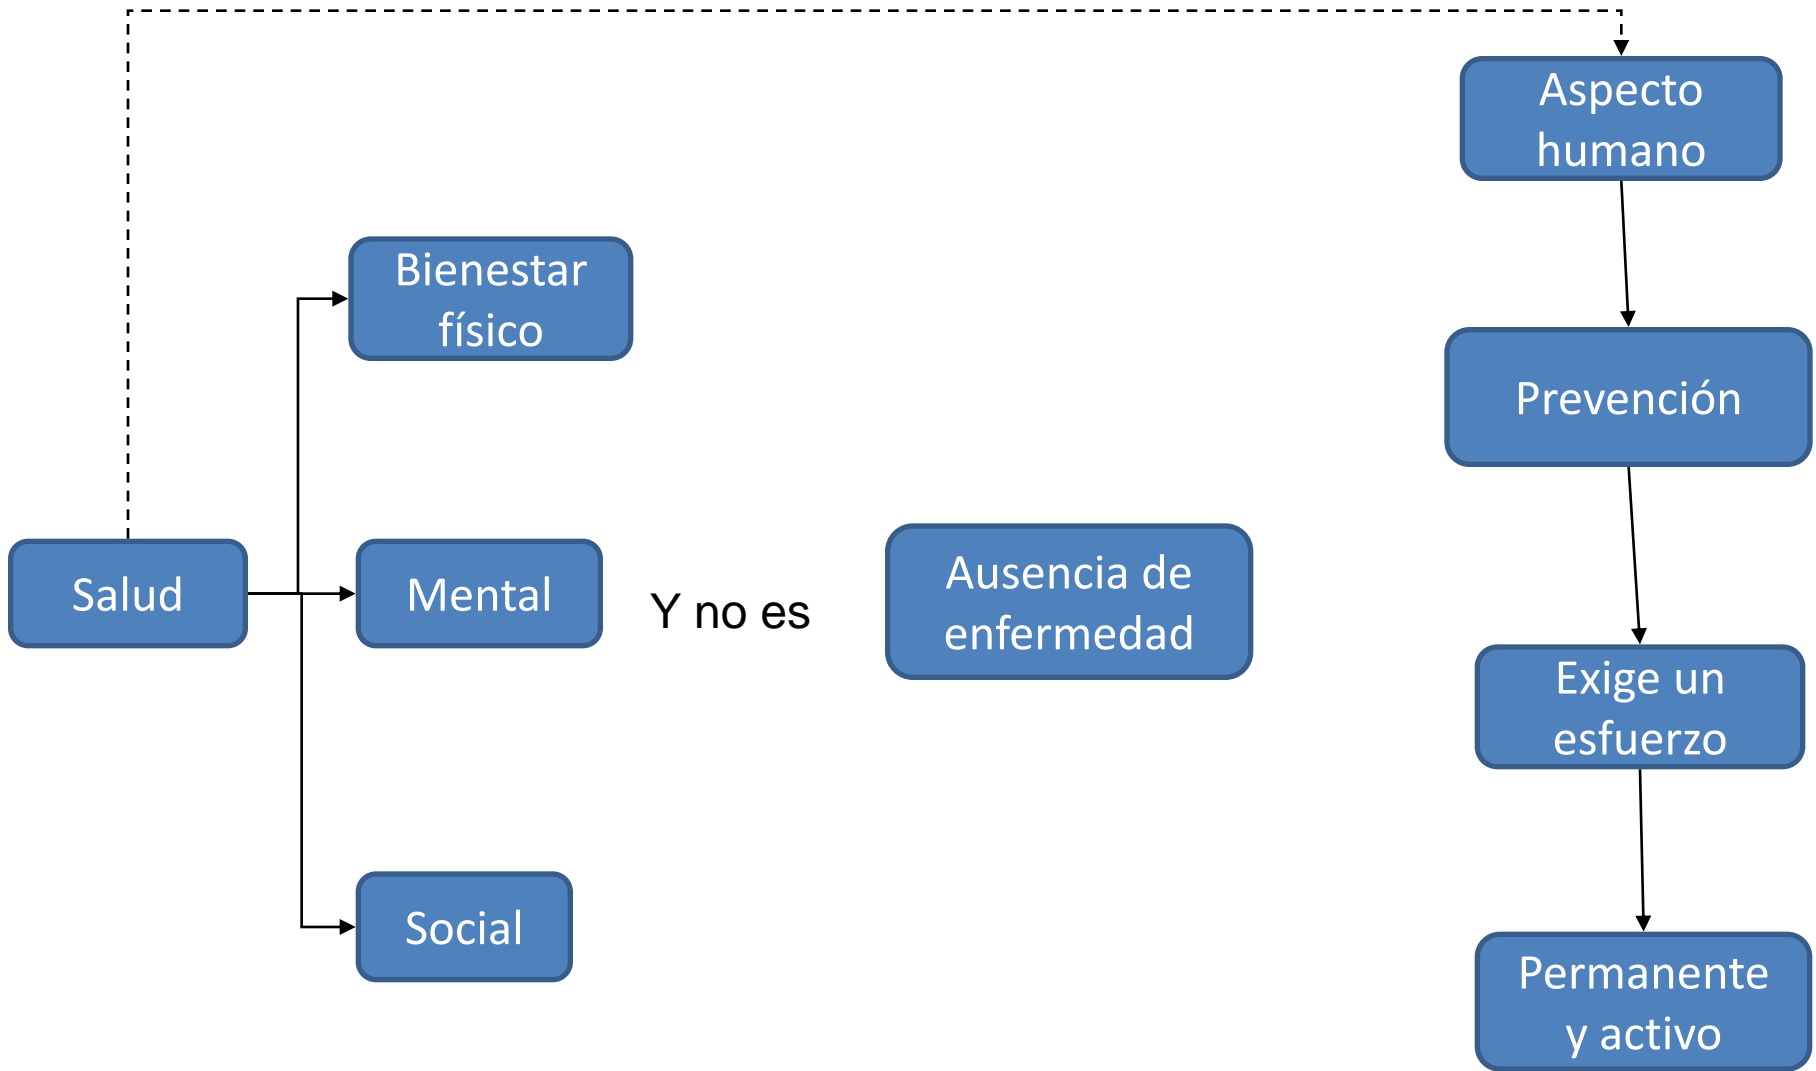 Salud
Bienestar
físico
Mental
Social
Y no es
Ausencia de
enfermedad
Aspecto
humano
Prevención
Exige un
esfuerzo
Permanente
y activo